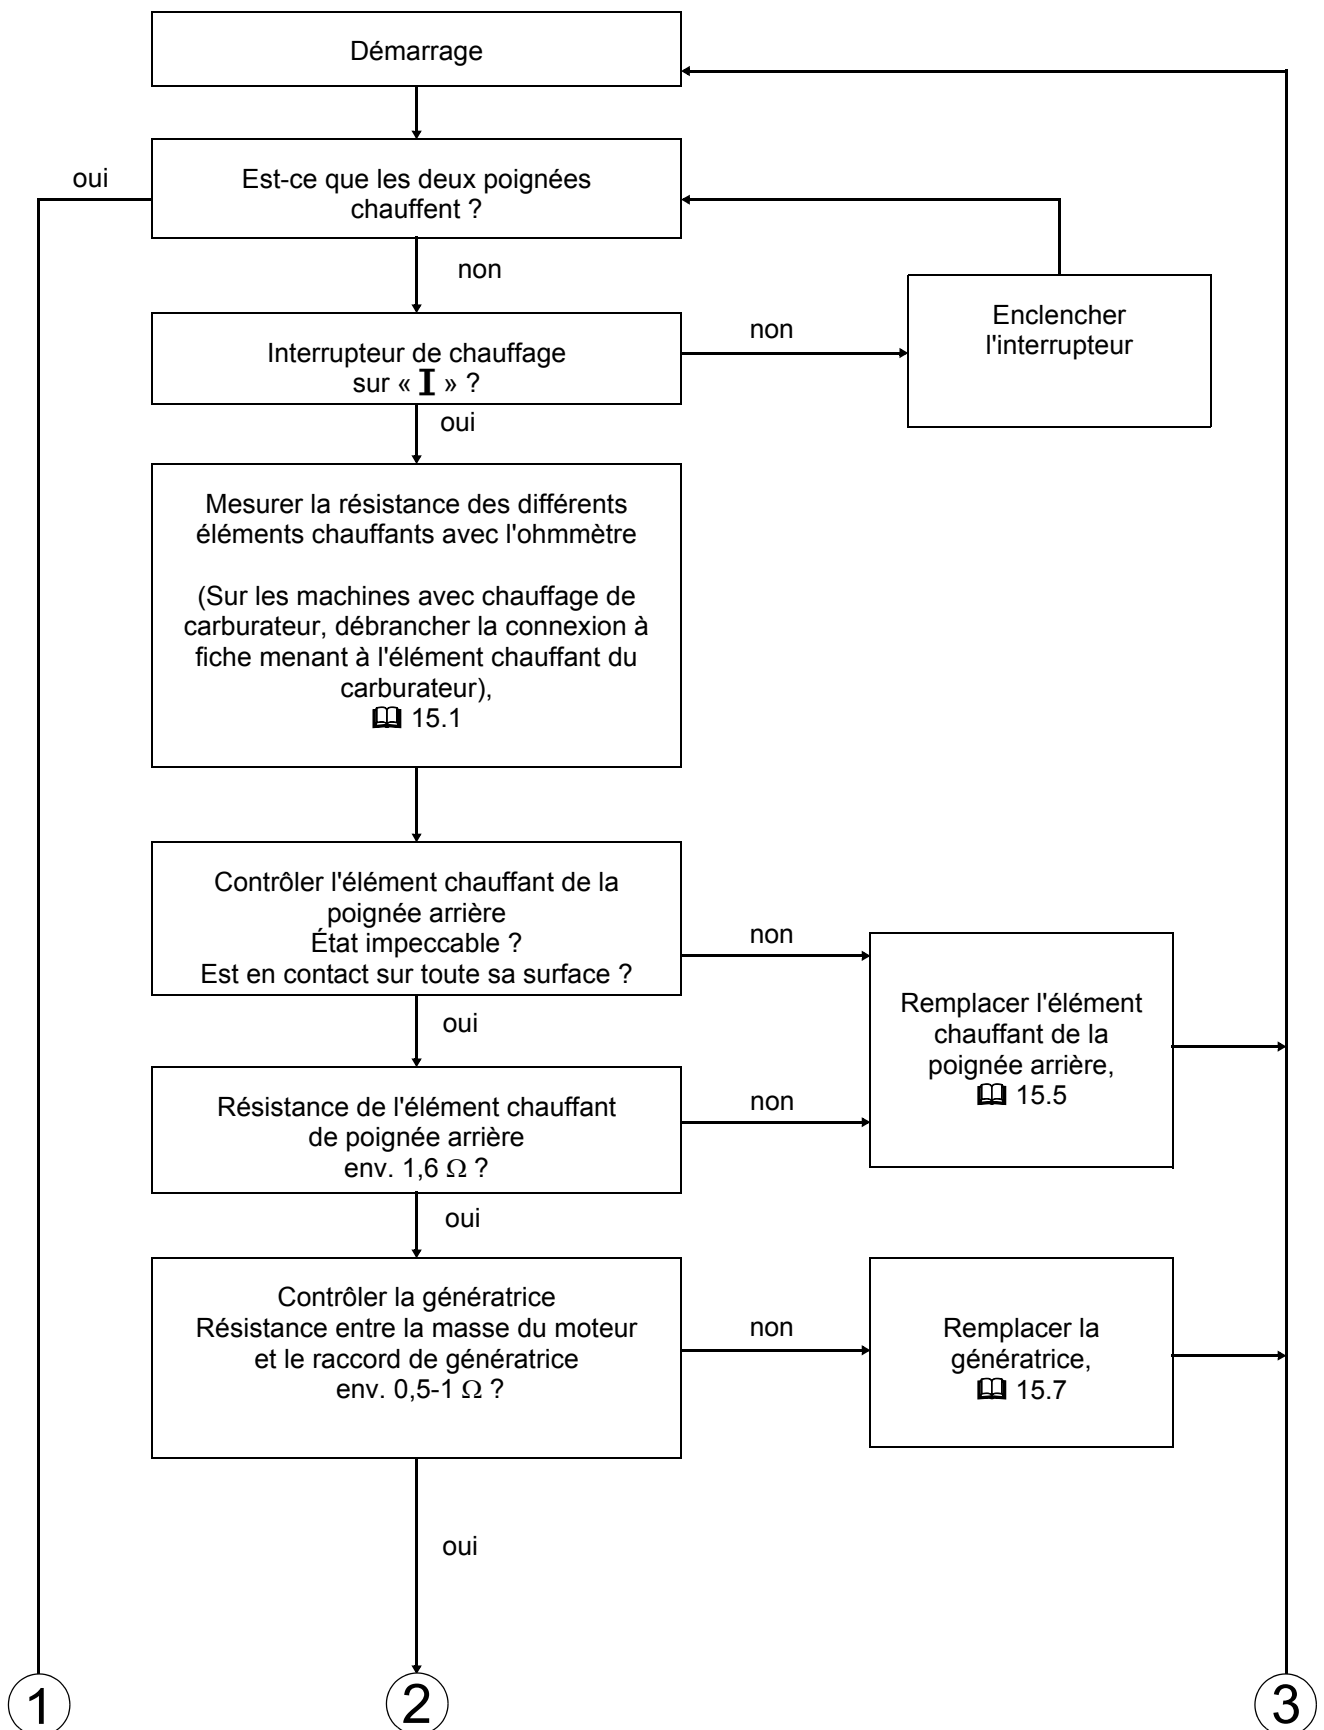 Démarrage
oui
Est-ce que les deux poignées
chauffent ?
non
Interrupteur de chauffage
sur « I » ?
non
Enclencher
l'interrupteur
oui
Mesurer la résistance des différents
éléments chauffants avec l'ohmmètre
(Sur les machines avec chauffage de
carburateur, débrancher la connexion à
fiche menant à l'élément chauffant du
carburateur),
15.1
Contrôler l'élément chauffant de la
poignée arrière
État impeccable ?
Est en contact sur toute sa surface ?
non
oui
Remplacer l'élément
chauffant de la
poignée arrière,
15.5
Résistance de l'élément chauffant
de poignée arrière
env. 1,6 Ω ?
non
oui
Contrôler la génératrice
Résistance entre la masse du moteur
et le raccord de génératrice
env. 0,5-1 Ω ?
non
Remplacer la
génératrice,
15.7
oui
1
2
3